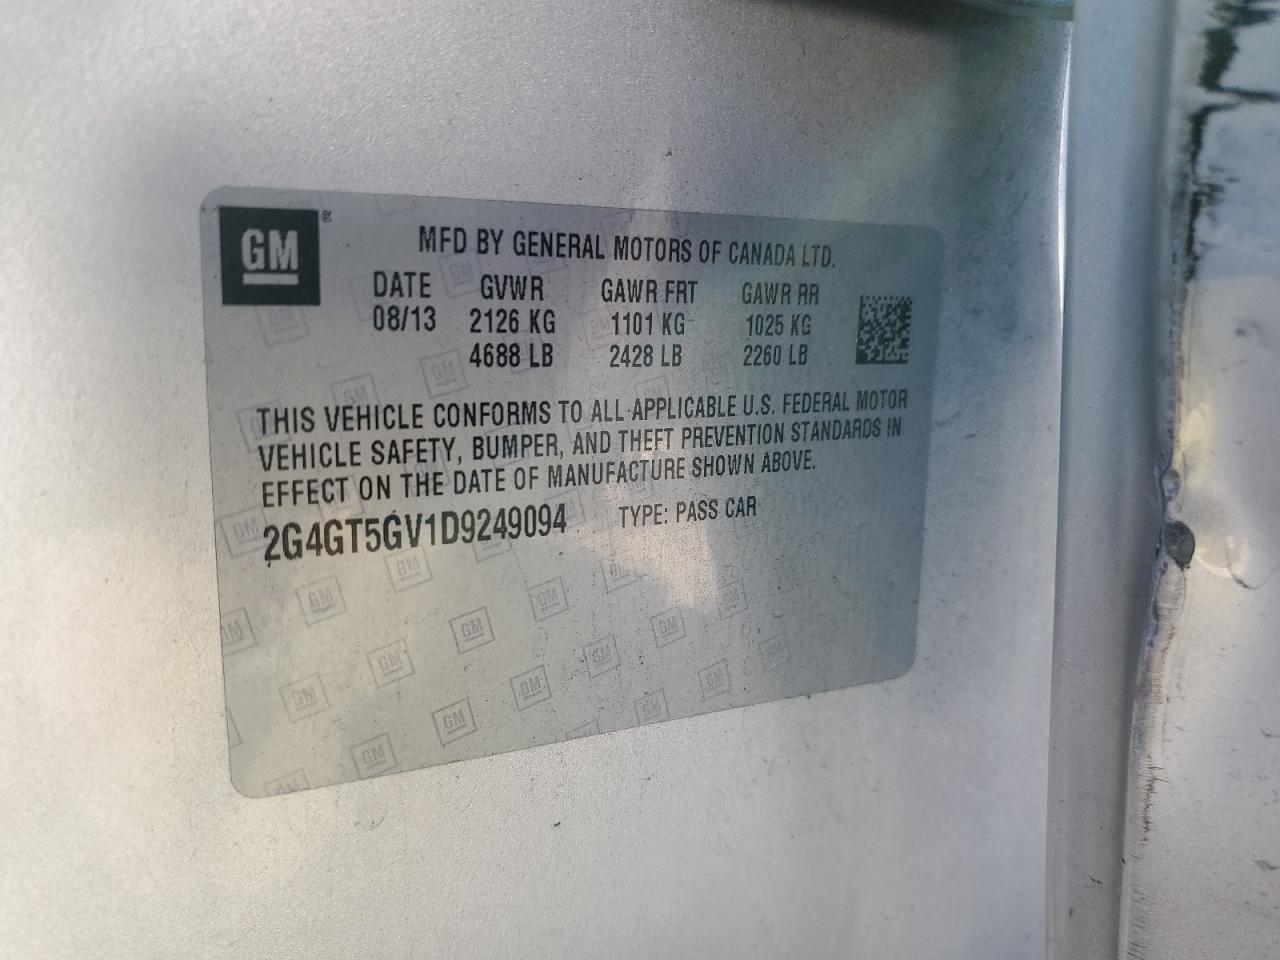 GM ®
MFD BY GENERAL MOTORS OF CANADA LTD.
DATE GVWR GAWR FRT GAWR RR
08/13 2126 KG 1101 KG 1025 KG
4688 LB 2428 LB 2260 LB
THIS VEHICLE CONFORMS TO ALL APPLICABLE U.S. FEDERAL MOTOR
VEHICLE SAFETY, BUMPER, AND THEFT PREVENTION STANDARDS IN
EFFECT ON THE DATE OF MANUFACTURE SHOWN ABOVE.
2G4GT5GV1D9249094 TYPE: PASS CAR